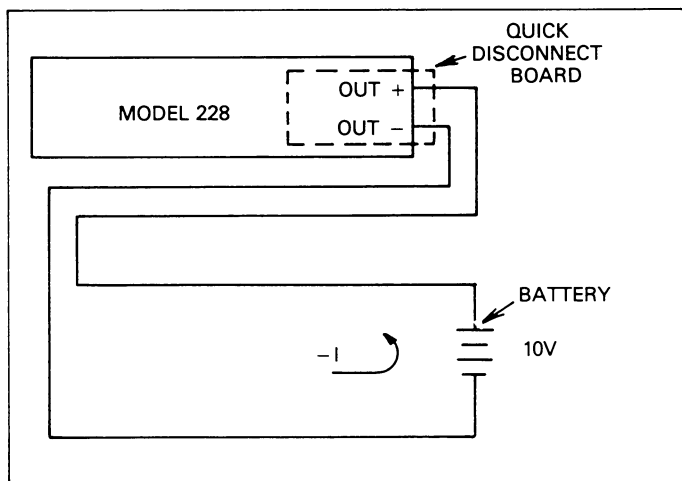 QUICK
DISCONNECT
BOARD
MODEL 228
OUT +
OUT −
BATTERY
10V
−I